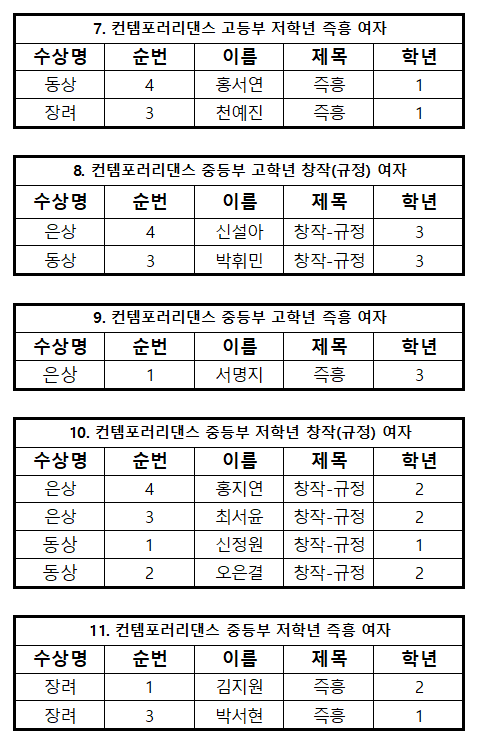 7. 컨템포러리댄스 고등부 저학년 즉흥 여자
수상명 순번 이름 제목 학년
동상 4 홍서연 즉흥 1
장려 3 천예진 즉흥 1
8. 컨템포러리댄스 중등부 고학년 창작(규정) 여자
수상명 순번 이름 제목 학년
은상 4 신설아 창작-규정 3
동상 3 박휘민 창작-규정 3
9. 컨템포러리댄스 중등부 고학년 즉흥 여자
수상명 순번 이름 제목 학년
은상 1 서명지 즉흥 3
10. 컨템포러리댄스 중등부 저학년 창작(규정) 여자
수상명 순번 이름 제목 학년
은상 4 홍지연 창작-규정 2
은상 3 최서윤 창작-규정 2
동상 1 신정원 창작-규정 1
동상 2 오은결 창작-규정 2
11. 컨템포러리댄스 중등부 저학년 즉흥 여자
수상명 순번 이름 제목 학년
장려 1 김지원 즉흥 2
장려 3 박서현 즉흥 1